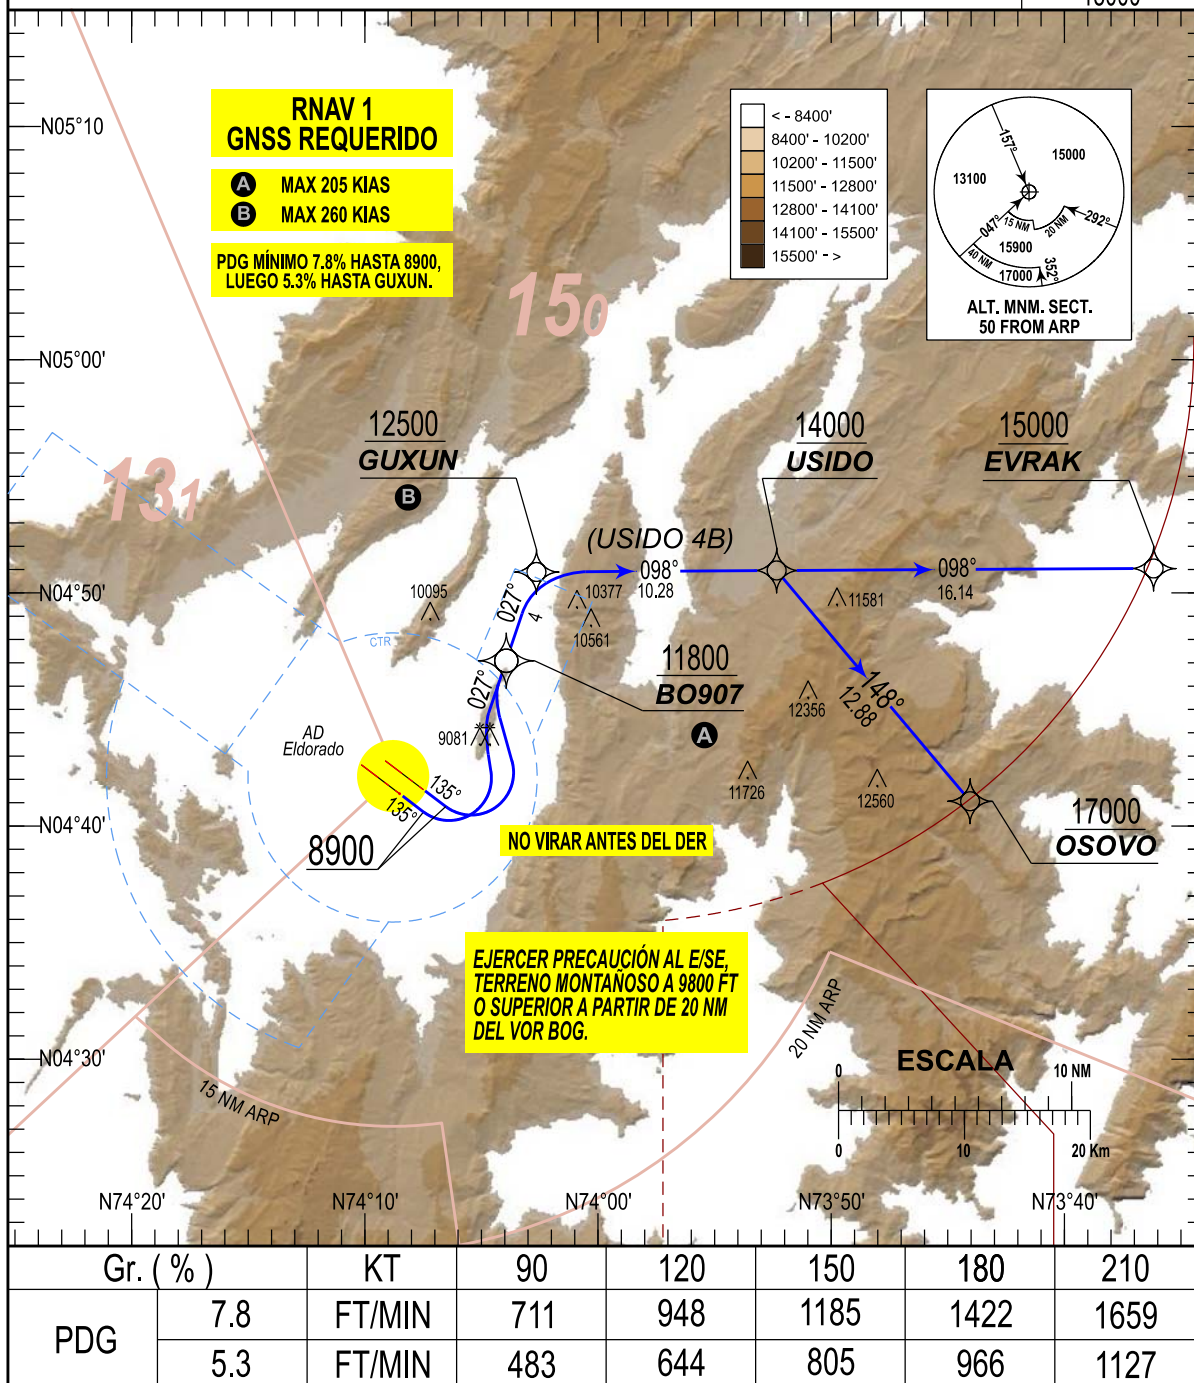 RNAV 1
GNSS REQUERIDO
A MAX 205 KIAS
B MAX 260 KIAS
PDG MÍNIMO 7.8% HASTA 8900,
LUEGO 5.3% HASTA GUXUN.
< - 8400'
8400' - 10200'
10200' - 11500'
11500' - 12800'
12800' - 14100'
14100' - 15500'
15500' - >
157°
15000
13100
047°
15 NM
20 NM
292°
15900
40 NM
17000
352°
ALT. MNM. SECT.
50 FROM ARP
N05°10
N05°00'
N04°50'
N04°40'
N04°30'
150
131
12500
GUXUN
B
14000
USIDO
15000
EVRAK
(USIDO 4B)
098°
10.28
098°
16.14
027°
4
10095
10377
10561
11581
CTR
11800
BO907
A
027°
148°
12.88
12356
9081
AD
Eldorado
11726
12560
135°
135°
8900
NO VIRAR ANTES DEL DER
17000
OSOVO
EJERCER PRECAUCIÓN AL E/SE,
TERRENO MONTAÑOSO A 9800 FT
O SUPERIOR A PARTIR DE 20 NM
DEL VOR BOG.
15 NM ARP
20 NM ARP
ESCALA
0 10 NM
0 10 20 Km
N74°20' N74°10' N74°00' N73°50' N73°40'
Gr. ( % ) KT 90 120 150 180 210
PDG 7.8 FT/MIN 711 948 1185 1422 1659
5.3 FT/MIN 483 644 805 966 1127